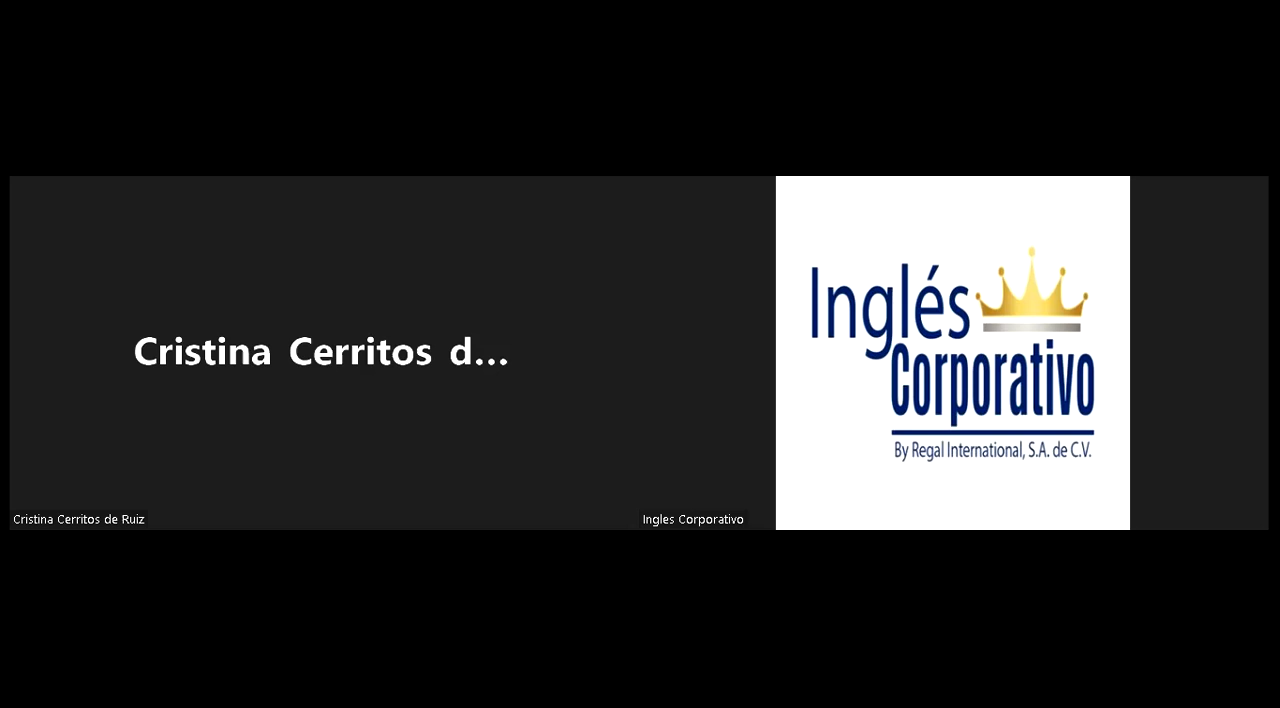 Cristina Cerritos d...
Cristina Cerritos de Ruiz
Inglés
Corporativo
By Regal International, S.A. de C.V.
Ingles Corporativo